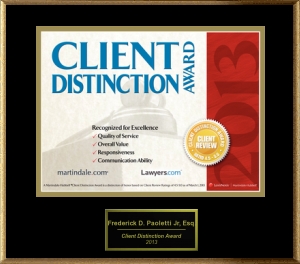 CLIENT
DISTINCTION
AWARD
2013
Recognized for Excellence
✓ Quality of Service
✓ Overall Value
✓ Responsiveness
✓ Communication Ability
CLIENT
REVIEW
martindale.com
Lawyers.com
Frederick D. Paoletti Jr, Esq
Client Distinction Award
2013